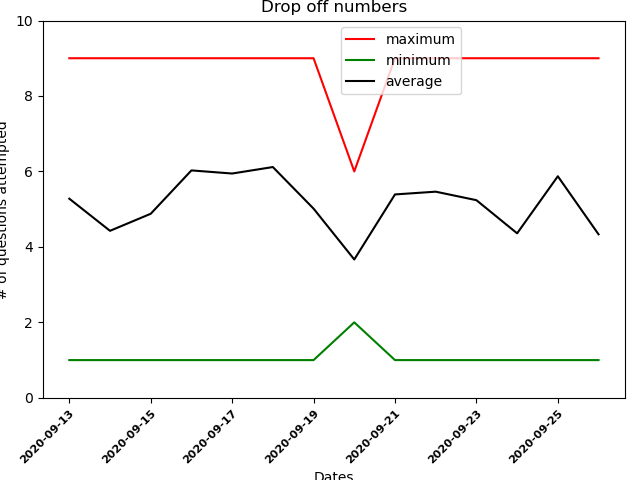 Drop off numbers
maximum
minimum
average
# of questions attempted
10
8
6
4
2
0
2020-09-13
2020-09-15
2020-09-17
2020-09-19
2020-09-21
2020-09-23
2020-09-25
Dates